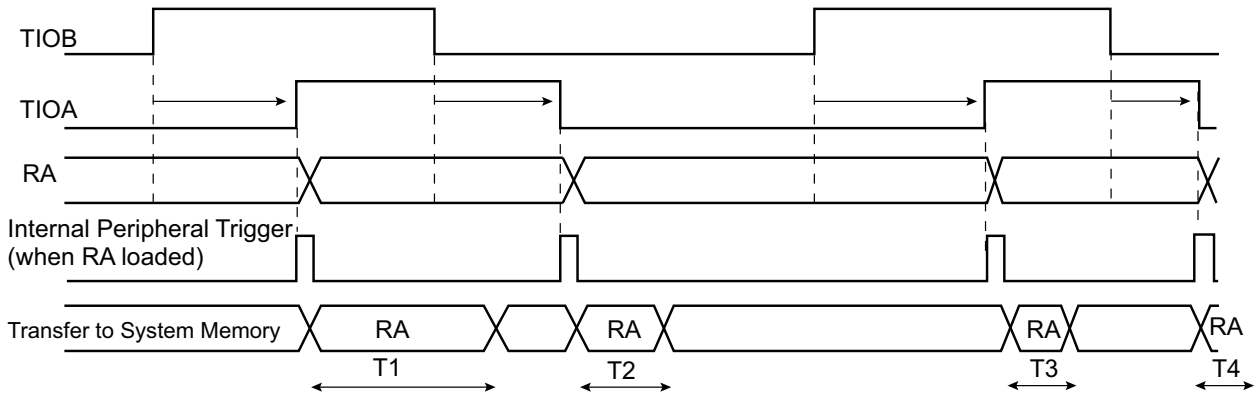 TIOB
TIOA
RA
Internal Peripheral Trigger
(when RA loaded)
Transfer to System Memory
RA
RA
RA
RA
T1
T2
T3
T4